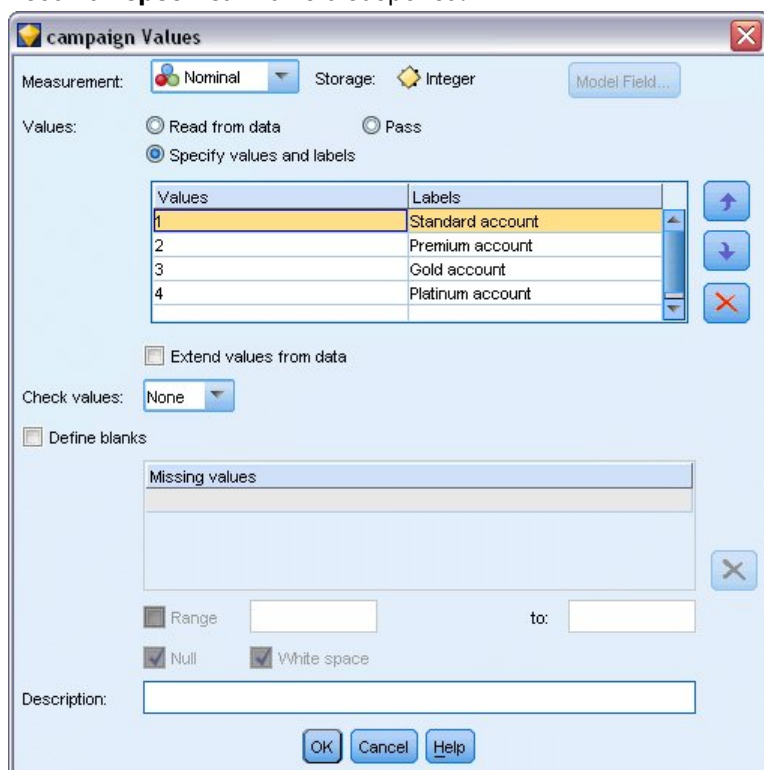 campaign Values
Measurement: Nominal Storage: Integer Model Field...
Values: Read from data Pass
Specify values and labels
Values Labels
1 Standard account
2 Premium account
3 Gold account
4 Platinum account
Extend values from data
Check values: None
Define blanks
Missing values
Range to:
Null White space
Description:
OK Cancel Help